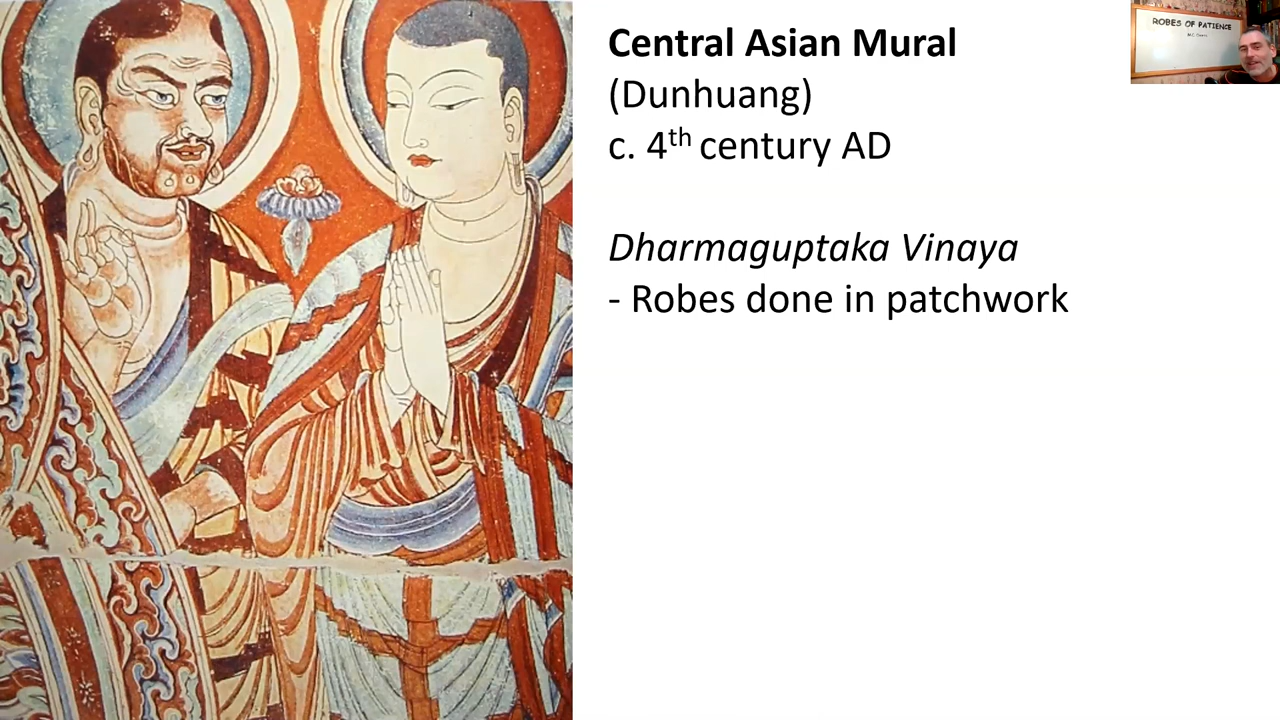 Central Asian Mural
(Dunhuang)
c. 4th century AD
Dharmaguptaka Vinaya
- Robes done in patchwork
ROBES OF PATIENCE